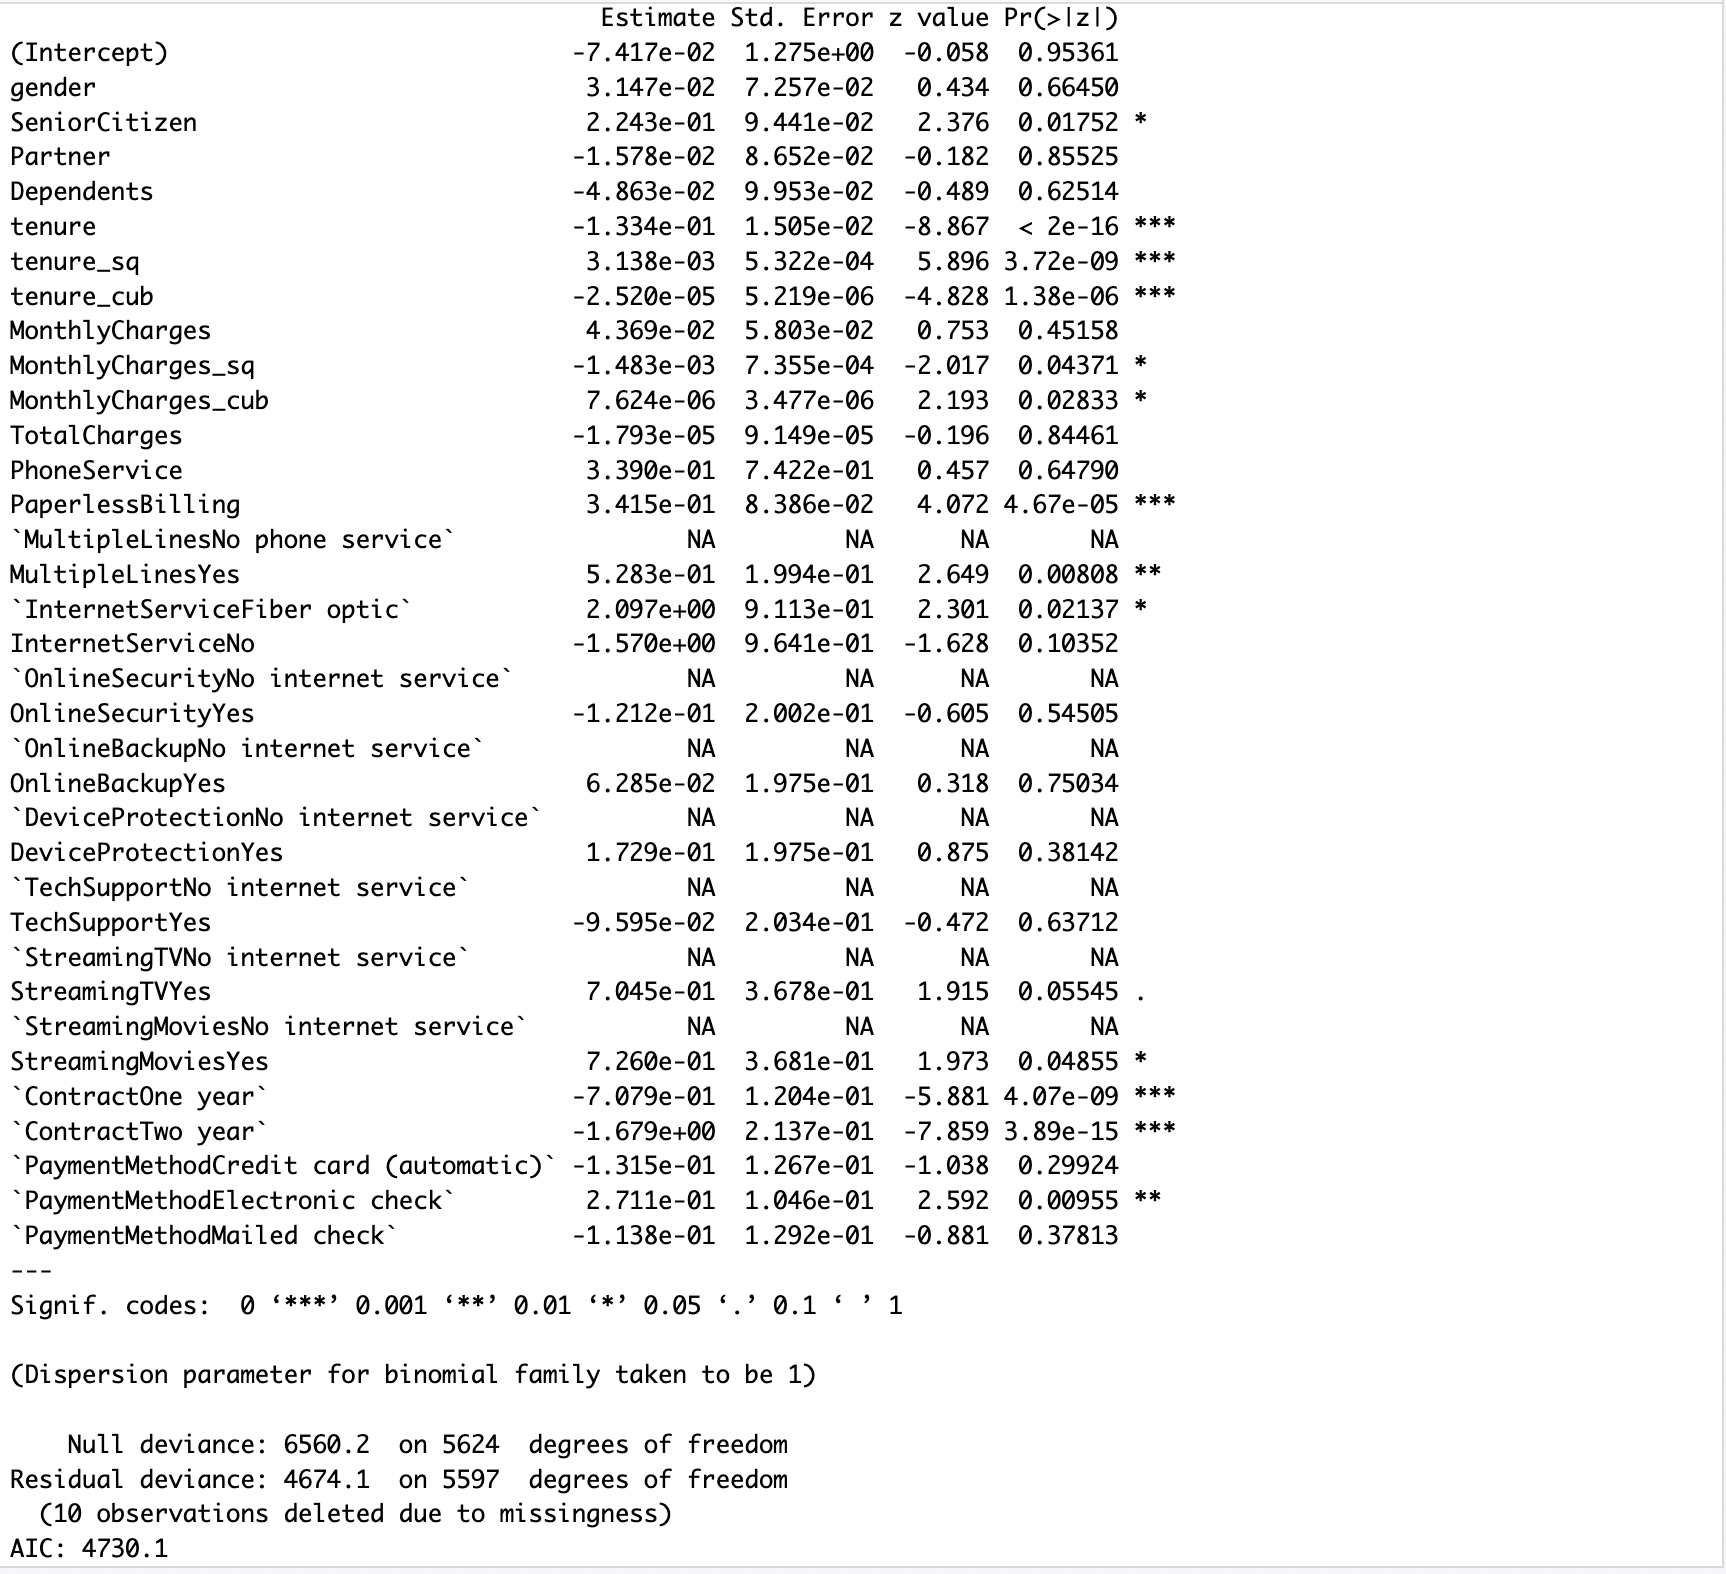 Estimate Std. Error z value Pr(>|z|)
(Intercept) -7.417e-02 1.275e+00 -0.058 0.95361
gender 3.147e-02 7.257e-02 0.434 0.66450
SeniorCitizen 2.243e-01 9.441e-02 2.376 0.01752 *
Partner -1.578e-02 8.652e-02 -0.182 0.85525
Dependents -4.863e-02 9.953e-02 -0.489 0.62514
tenure -1.334e-01 1.505e-02 -8.867 < 2e-16 ***
tenure_sq 3.138e-03 5.322e-04 5.896 3.72e-09 ***
tenure_cub -2.520e-05 5.219e-06 -4.828 1.38e-06 ***
MonthlyCharges 4.369e-02 5.803e-02 0.753 0.45158
MonthlyCharges_sq -1.483e-03 7.355e-04 -2.017 0.04371 *
MonthlyCharges_cub 7.624e-06 3.477e-06 2.193 0.02833 *
TotalCharges -1.793e-05 9.149e-05 -0.196 0.84461
PhoneService 3.390e-01 7.422e-01 0.457 0.64790
PaperlessBilling 3.415e-01 8.386e-02 4.072 4.67e-05 ***
`MultipleLinesNo phone service` NA NA NA NA
MultipleLinesYes 5.283e-01 1.994e-01 2.649 0.00808 **
`InternetServiceFiber optic` 2.097e+00 9.113e-01 2.301 0.02137 *
InternetServiceNo -1.570e+00 9.641e-01 -1.628 0.10352
`OnlineSecurityNo internet service` NA NA NA NA
OnlineSecurityYes -1.212e-01 2.002e-01 -0.605 0.54505
`OnlineBackupNo internet service` NA NA NA NA
OnlineBackupYes 6.285e-02 1.975e-01 0.318 0.75034
`DeviceProtectionNo internet service` NA NA NA NA
DeviceProtectionYes 1.729e-01 1.975e-01 0.875 0.38142
`TechSupportNo internet service` NA NA NA NA
TechSupportYes -9.595e-02 2.034e-01 -0.472 0.63712
`StreamingTVNo internet service` NA NA NA NA
StreamingTVYes 7.045e-01 3.678e-01 1.915 0.05545 .
`StreamingMoviesNo internet service` NA NA NA NA
StreamingMoviesYes 7.260e-01 3.681e-01 1.973 0.04855 *
`ContractOne year` -7.079e-01 1.204e-01 -5.881 4.07e-09 ***
`ContractTwo year` -1.679e+00 2.137e-01 -7.859 3.89e-15 ***
`PaymentMethodCredit card (automatic)` -1.315e-01 1.267e-01 -1.038 0.29924
`PaymentMethodElectronic check` 2.711e-01 1.046e-01 2.592 0.00955 **
`PaymentMethodMailed check` -1.138e-01 1.292e-01 -0.881 0.37813
---
Signif. codes: 0 ‘***’ 0.001 ‘**’ 0.01 ‘*’ 0.05 ‘.’ 0.1 ‘ ’ 1
(Dispersion parameter for binomial family taken to be 1)
Null deviance: 6560.2 on 5624 degrees of freedom
Residual deviance: 4674.1 on 5597 degrees of freedom
(10 observations deleted due to missingness)
AIC: 4730.1